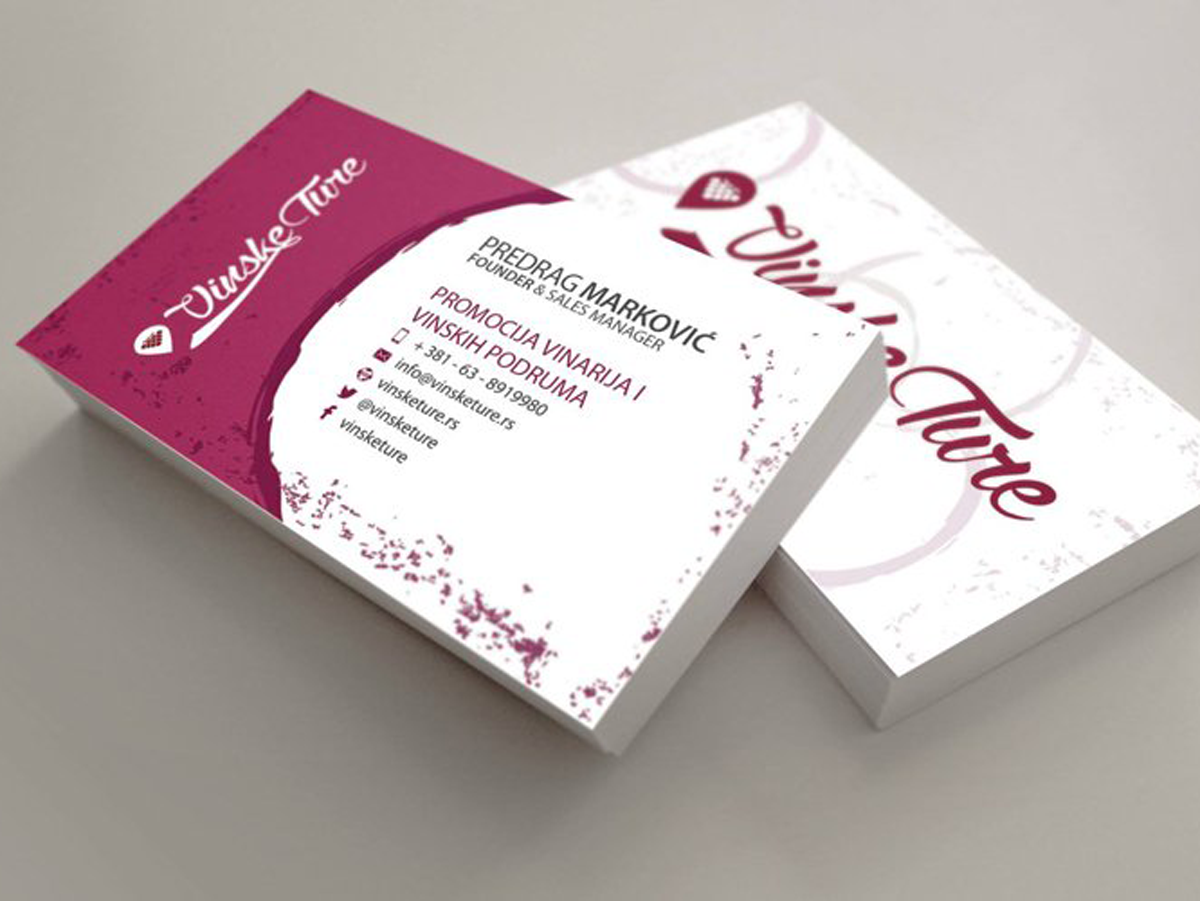 Vinske Ture
PREDRAG MARKOVIĆ
FOUNDER & SALES MANAGER
PROMOCIJA VINARIJA I
VINSKIH PODRUMA
+ 381 - 63 - 8919980
info@vinsketure.rs
vinsketure.rs
@vinsketure
vinsketure
Vinske Ture